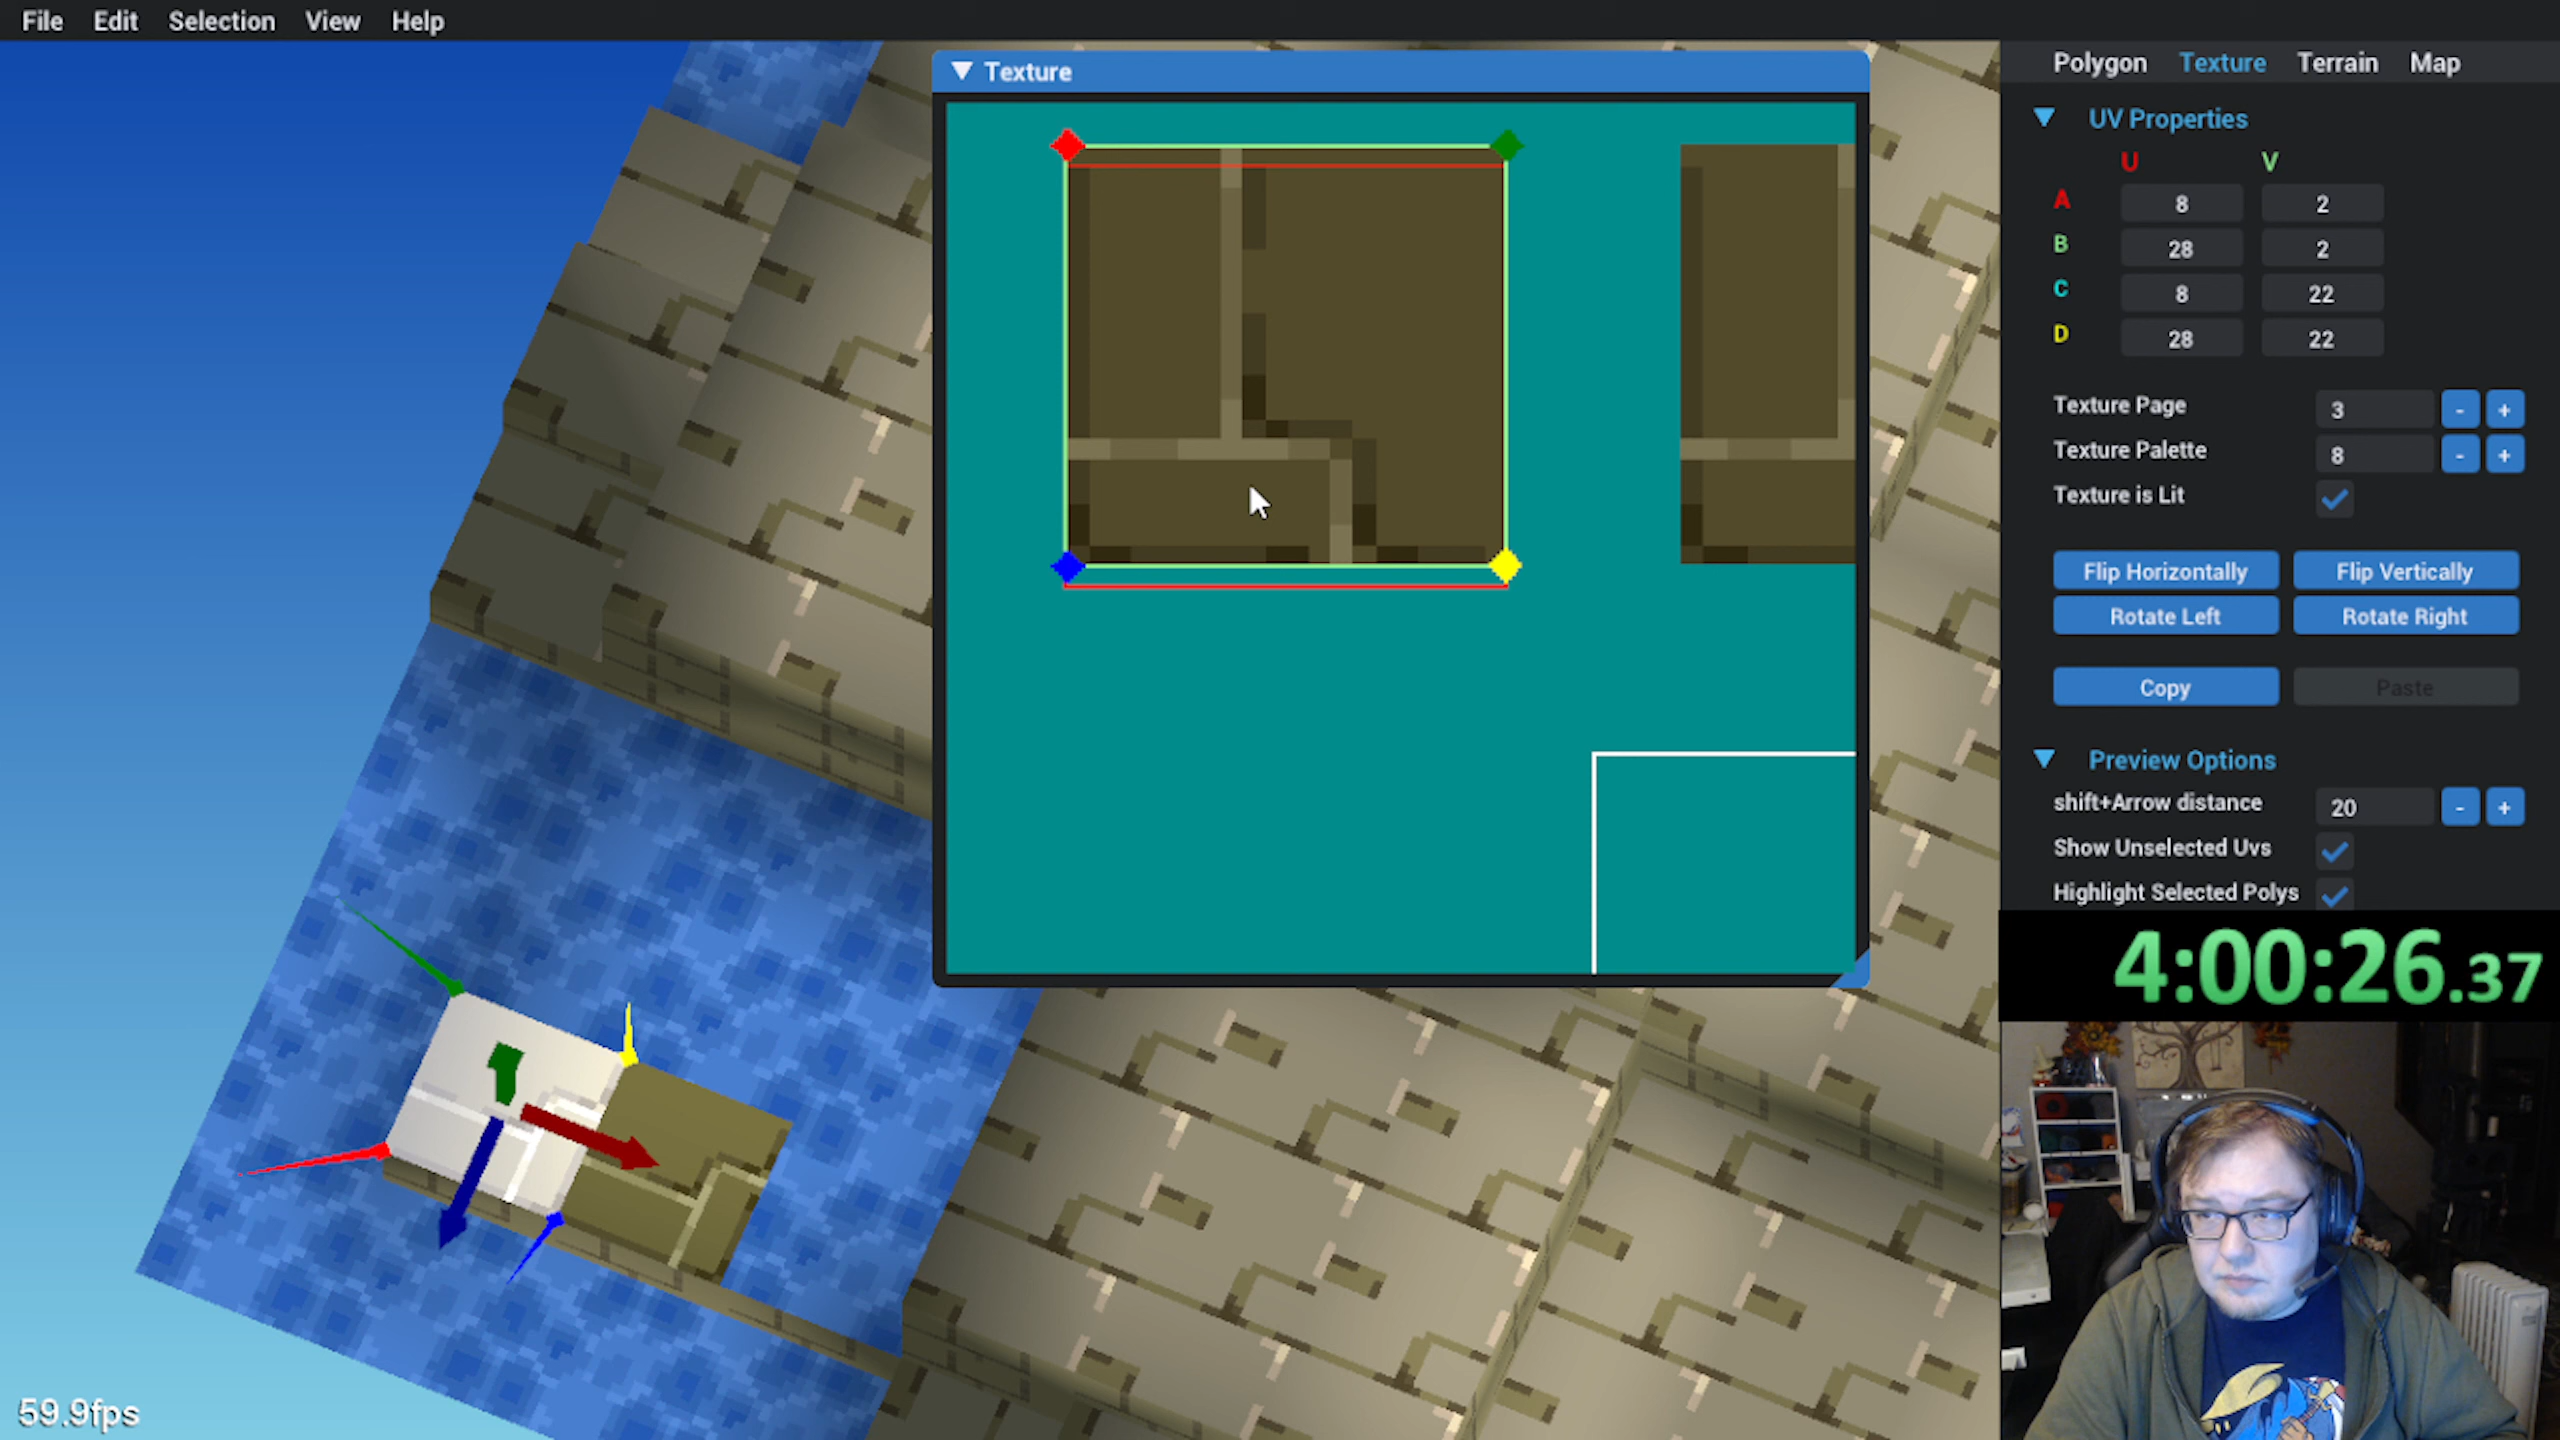 File Edit Selection View Help
Texture
Polygon Texture Terrain Map
UV Properties
U V
A 8 2
B 28 2
C 8 22
D 28 22
Texture Page 3 - +
Texture Palette 8 - +
Texture is Lit
Flip Horizontally Flip Vertically
Rotate Left Rotate Right
Copy Paste
Preview Options
shift+Arrow distance 20 - +
Show Unselected Uvs
Highlight Selected Polys
4:00:26.37
59.9fps